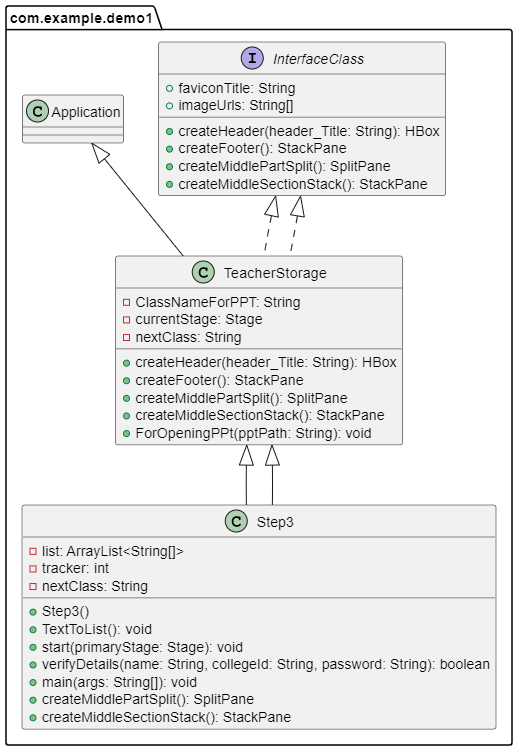 com.example.demo1
I InterfaceClass
faviconTitle: String
imageUrls: String[]
createHeader(header_Title: String): HBox
createFooter(): StackPane
createMiddlePartSplit(): SplitPane
createMiddleSectionStack(): StackPane
C Application
C TeacherStorage
ClassNameForPPT: String
currentStage: Stage
nextClass: String
createHeader(header_Title: String): HBox
createFooter(): StackPane
createMiddlePartSplit(): SplitPane
createMiddleSectionStack(): StackPane
ForOpeningPPt(pptPath: String): void
C Step3
list: ArrayList<String[]>
tracker: int
nextClass: String
Step3()
TextToList(): void
start(primaryStage: Stage): void
verifyDetails(name: String, collegeId: String, password: String): boolean
main(args: String[]): void
createMiddlePartSplit(): SplitPane
createMiddleSectionStack(): StackPane